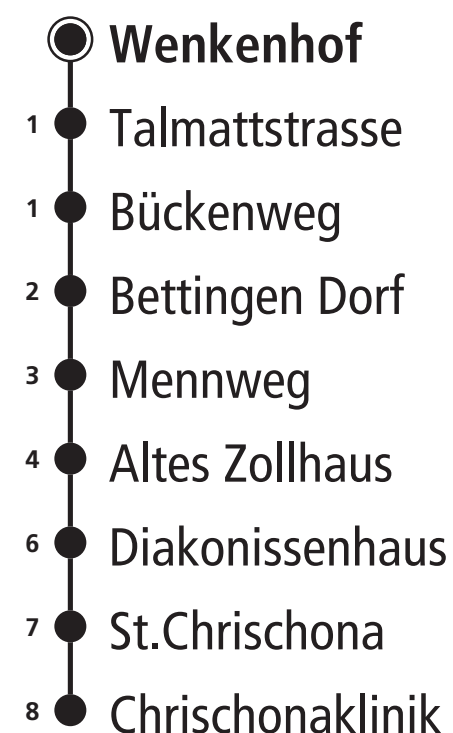 Wenkenhof
1 Talmattstrasse
1 Bückenweg
2 Bettingen Dorf
3 Mennweg
4 Altes Zollhaus
6 Diakonissenhaus
7 St.Chrischona
8 Chrischonaklinik